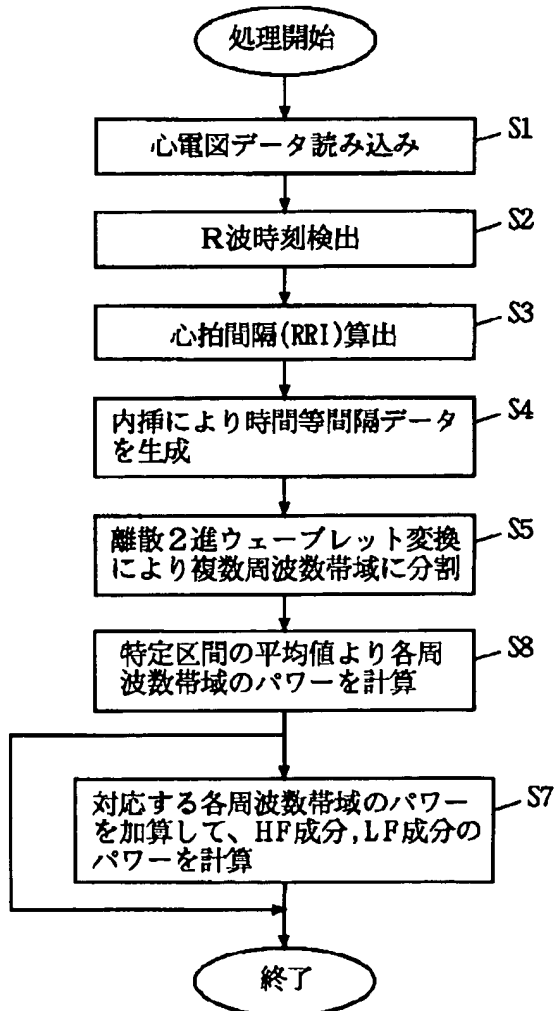 処理開始
心電図データ読み込み
S1
R波時刻検出
S2
心拍間隔(RRI)算出
S3
内挿により時間等間隔データ
を生成
S4
離散2進ウェーブレット変換
により複数周波数帯域に分割
S5
特定区間の平均値より各周
波数帯域のパワーを計算
S8
対応する各周波数帯域のパワー
を加算して、HF成分,LF成分の
パワーを計算
S7
終了